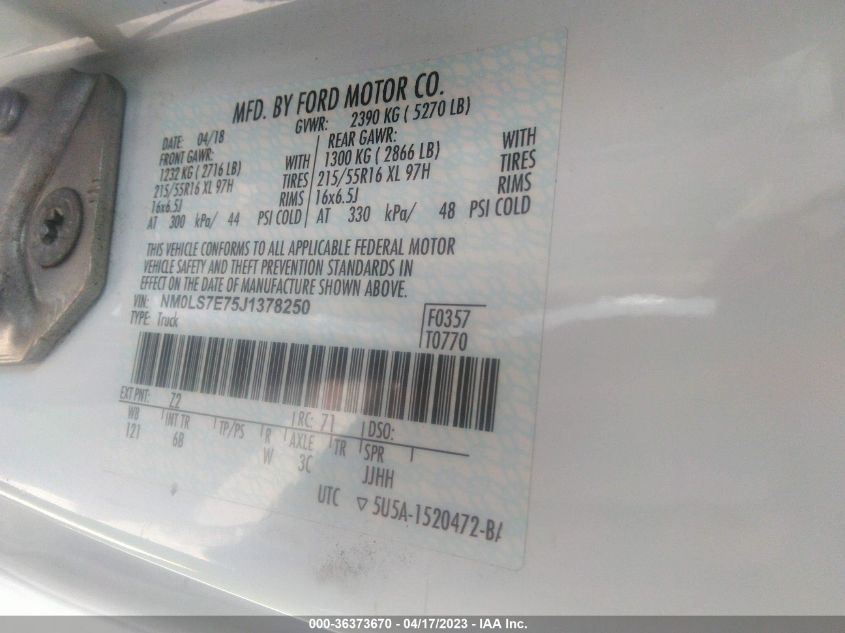 MFD. BY FORD MOTOR CO.
DATE: 04/18 GVWR: 2390 KG ( 5270 LB)
FRONT GAWR: REAR GAWR:
1232 KG ( 2716 LB) WITH 1300 KG ( 2866 LB) WITH
215/55R16 XL 97H TIRES 215/55R16 XL 97H TIRES
16x6.5J RIMS 16x6.5J RIMS
AT 300 kPa/ 44 PSI COLD AT 330 kPa/ 48 PSI COLD
THIS VEHICLE CONFORMS TO ALL APPLICABLE FEDERAL MOTOR
VEHICLE SAFETY AND THEFT PREVENTION STANDARDS IN
EFFECT ON THE DATE OF MANUFACTURE SHOWN ABOVE.
VIN: NM0LS7E75J1378250
TYPE: Truck
F0357
T0770
EXT PNT: Z2 RC: 71 DSO:
WB INT TR TP/PS R AXLE TR SPR
121 6B W 3C JJHH
UTC ▽ 5U5A-1520472-BA
000-36373670 - 04/17/2023 - IAA Inc.